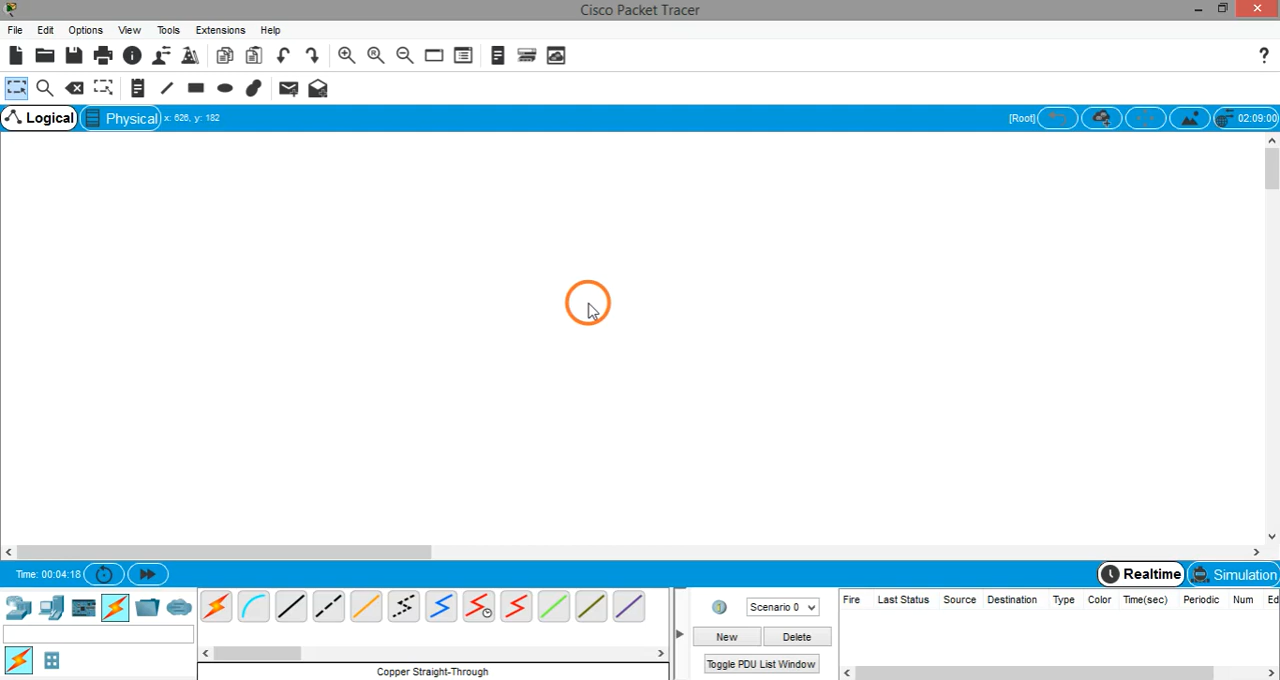 Cisco Packet Tracer
File Edit Options View Tools Extensions Help
?
Logical Physical x: 626, y: 182 [Root] 02:09:00
Time: 00:04:18 Realtime Simulation
Scenario 0 Fire Last Status Source Destination Type Color Time(sec) Periodic Num Ed
New Delete
Toggle PDU List Window
Copper Straight-Through